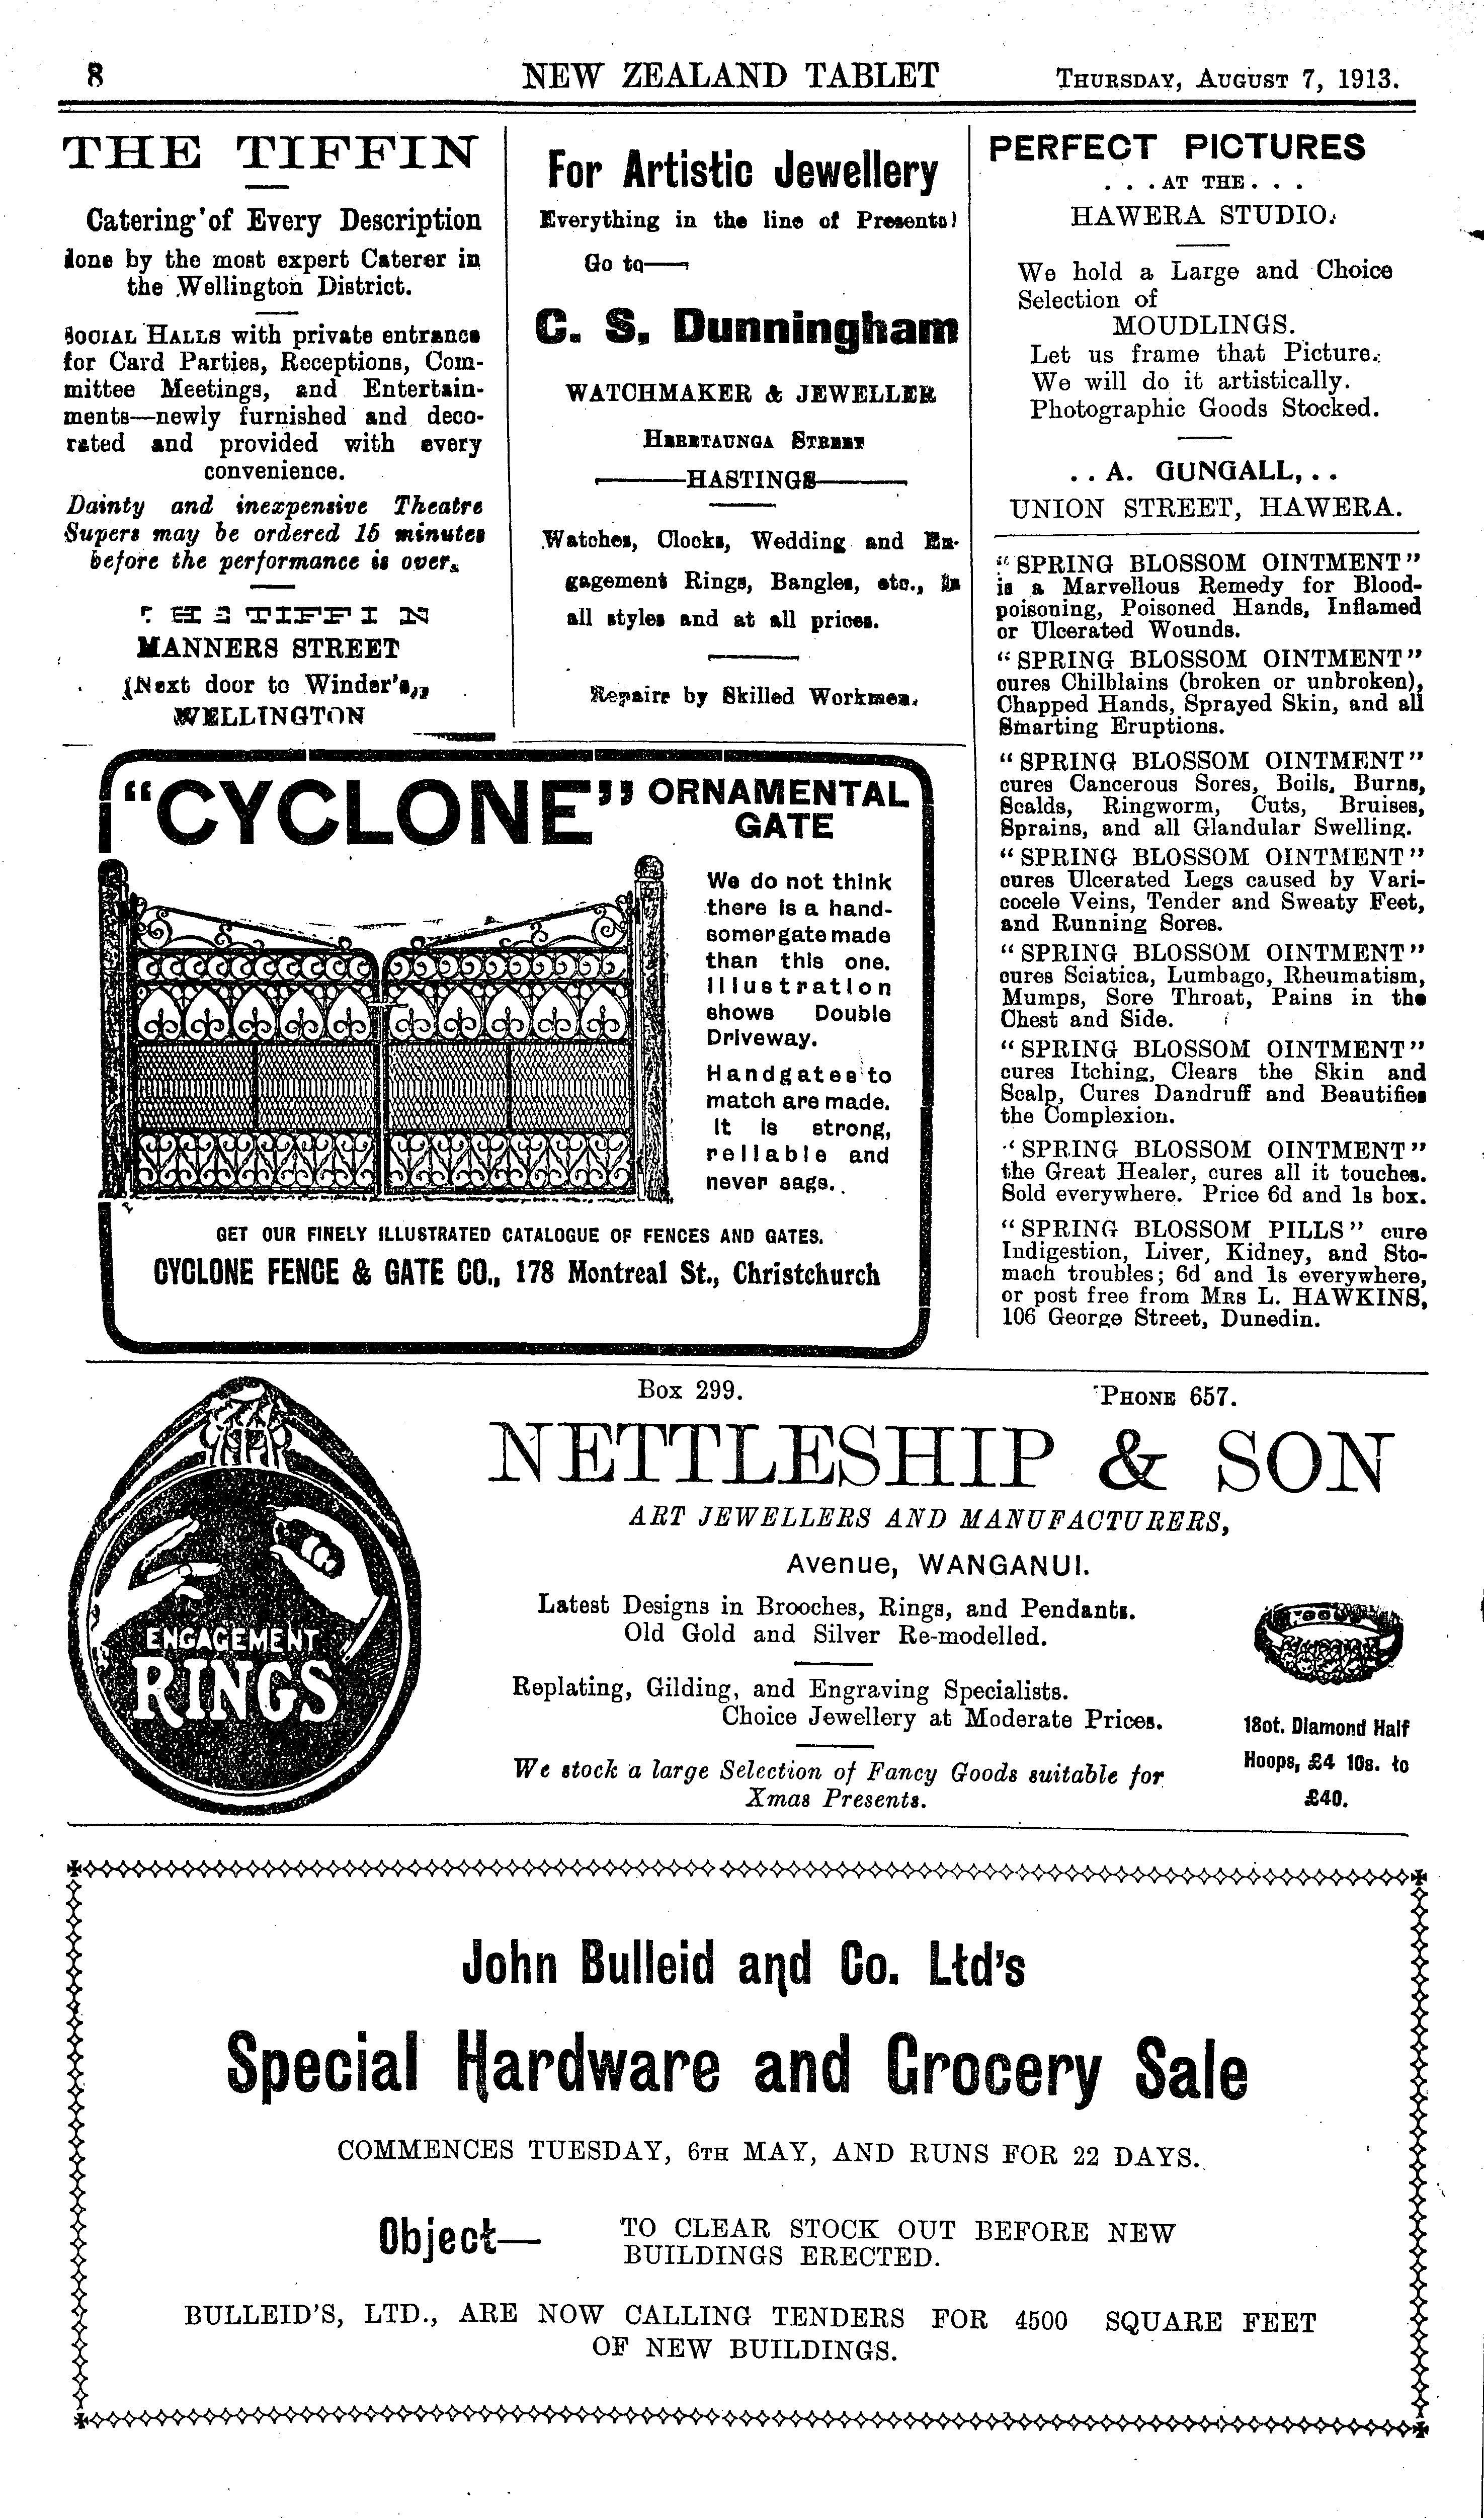 8
NEW ZEALAND TABLET
THURSDAY, AUGUST 7, 1913.
THE TIFFIN
Catering of Every Description
done by the most expert Caterer in
the Wellington District.
SOCIAL HALLS with private entrance
for Card Parties, Receptions, Com-
mittee Meetings, and Entertain-
ments—newly furnished and deco-
rated and provided with every
convenience.
Dainty and inexpensive Theatre
Supers may be ordered 15 minutes
before the performance is over.
THE TIFFIN
MANNERS STREET
(Next door to Winder's,,
WELLINGTON
For Artistic Jewellery
Everything in the line of Presents!
Go to—
C. S. Dunningham
WATCHMAKER & JEWELLER
HERETAUNGA STREET
—HASTINGS—
Watches, Clocks, Wedding and En-
gagement Rings, Bangles, etc., in
all styles and at all prices.
Repairs by Skilled Workmen.
PERFECT PICTURES
. . . AT THE . . .
HAWERA STUDIO.
We hold a Large and Choice
Selection of
MOUDLINGS.
Let us frame that Picture.
We will do it artistically.
Photographic Goods Stocked.
. . A. GUNGALL, . .
UNION STREET, HAWERA.
"SPRING BLOSSOM OINTMENT"
is a Marvellous Remedy for Blood-
poisoning, Poisoned Hands, Inflamed
or Ulcerated Wounds.
"SPRING BLOSSOM OINTMENT"
cures Chilblains (broken or unbroken),
Chapped Hands, Sprayed Skin, and all
Smarting Eruptions.
"SPRING BLOSSOM OINTMENT"
cures Cancerous Sores, Boils, Burns,
Scalds, Ringworm, Cuts, Bruises,
Sprains, and all Glandular Swelling.
"SPRING BLOSSOM OINTMENT"
cures Ulcerated Legs caused by Vari-
cocele Veins, Tender and Sweaty Feet,
and Running Sores.
"SPRING BLOSSOM OINTMENT"
cures Sciatica, Lumbago, Rheumatism,
Mumps, Sore Throat, Pains in the
Chest and Side.
"SPRING BLOSSOM OINTMENT"
cures Itching, Clears the Skin and
Scalp, Cures Dandruff and Beautifies
the Complexion.
"SPRING BLOSSOM OINTMENT"
the Great Healer, cures all it touches.
Sold everywhere. Price 6d and 1s box.
"SPRING BLOSSOM PILLS" cure
Indigestion, Liver, Kidney, and Sto-
mach troubles; 6d and 1s everywhere,
or post free from MRS L. HAWKINS,
106 George Street, Dunedin.
"CYCLONE" ORNAMENTAL
GATE
We do not think
there is a hand-
somer gate made
than this one.
Illustration
shows Double
Driveway.
Handgates to
match are made.
It is strong,
reliable and
never sags.
GET OUR FINELY ILLUSTRATED CATALOGUE OF FENCES AND GATES.
CYCLONE FENCE & GATE CO., 178 Montreal St., Christchurch
ENGAGEMENT
RINGS
Box 299.
PHONE 657.
NETTLESHIP & SON
ART JEWELLERS AND MANUFACTURERS,
Avenue, WANGANUI.
Latest Designs in Brooches, Rings, and Pendants.
Old Gold and Silver Re-modelled.
Replating, Gilding, and Engraving Specialists.
Choice Jewellery at Moderate Prices.
We stock a large Selection of Fancy Goods suitable for
Xmas Presents.
18ct. Diamond Half
Hoops, £4 10s. to
£40.
John Bulleid and Co. Ltd's
Special Hardware and Grocery Sale
COMMENCES TUESDAY, 6TH MAY, AND RUNS FOR 22 DAYS.
Object— TO CLEAR STOCK OUT BEFORE NEW
BUILDINGS ERECTED.
BULLEID'S, LTD., ARE NOW CALLING TENDERS FOR 4500 SQUARE FEET
OF NEW BUILDINGS.